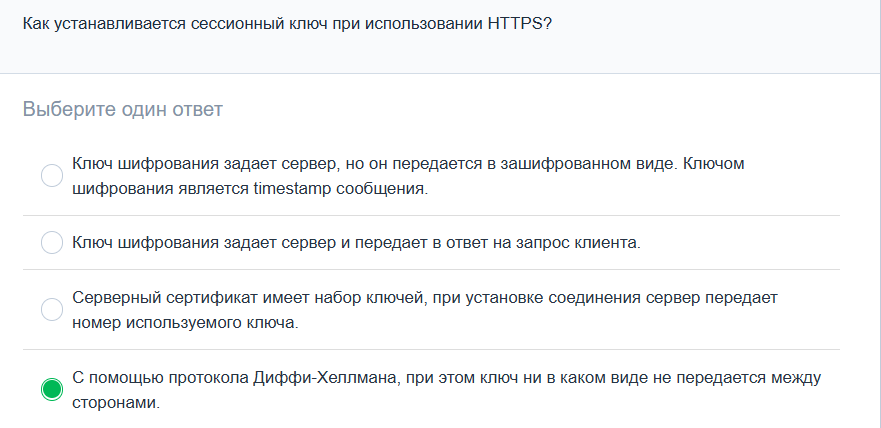 Как устанавливается сессионный ключ при использовании HTTPS?
Выберите один ответ
Ключ шифрования задает сервер, но он передается в зашифрованном виде. Ключом
шифрования является timestamp сообщения.
Ключ шифрования задает сервер и передает в ответ на запрос клиента.
Серверный сертификат имеет набор ключей, при установке соединения сервер передает
номер используемого ключа.
С помощью протокола Диффи-Хеллмана, при этом ключ ни в каком виде не передается между
сторонами.